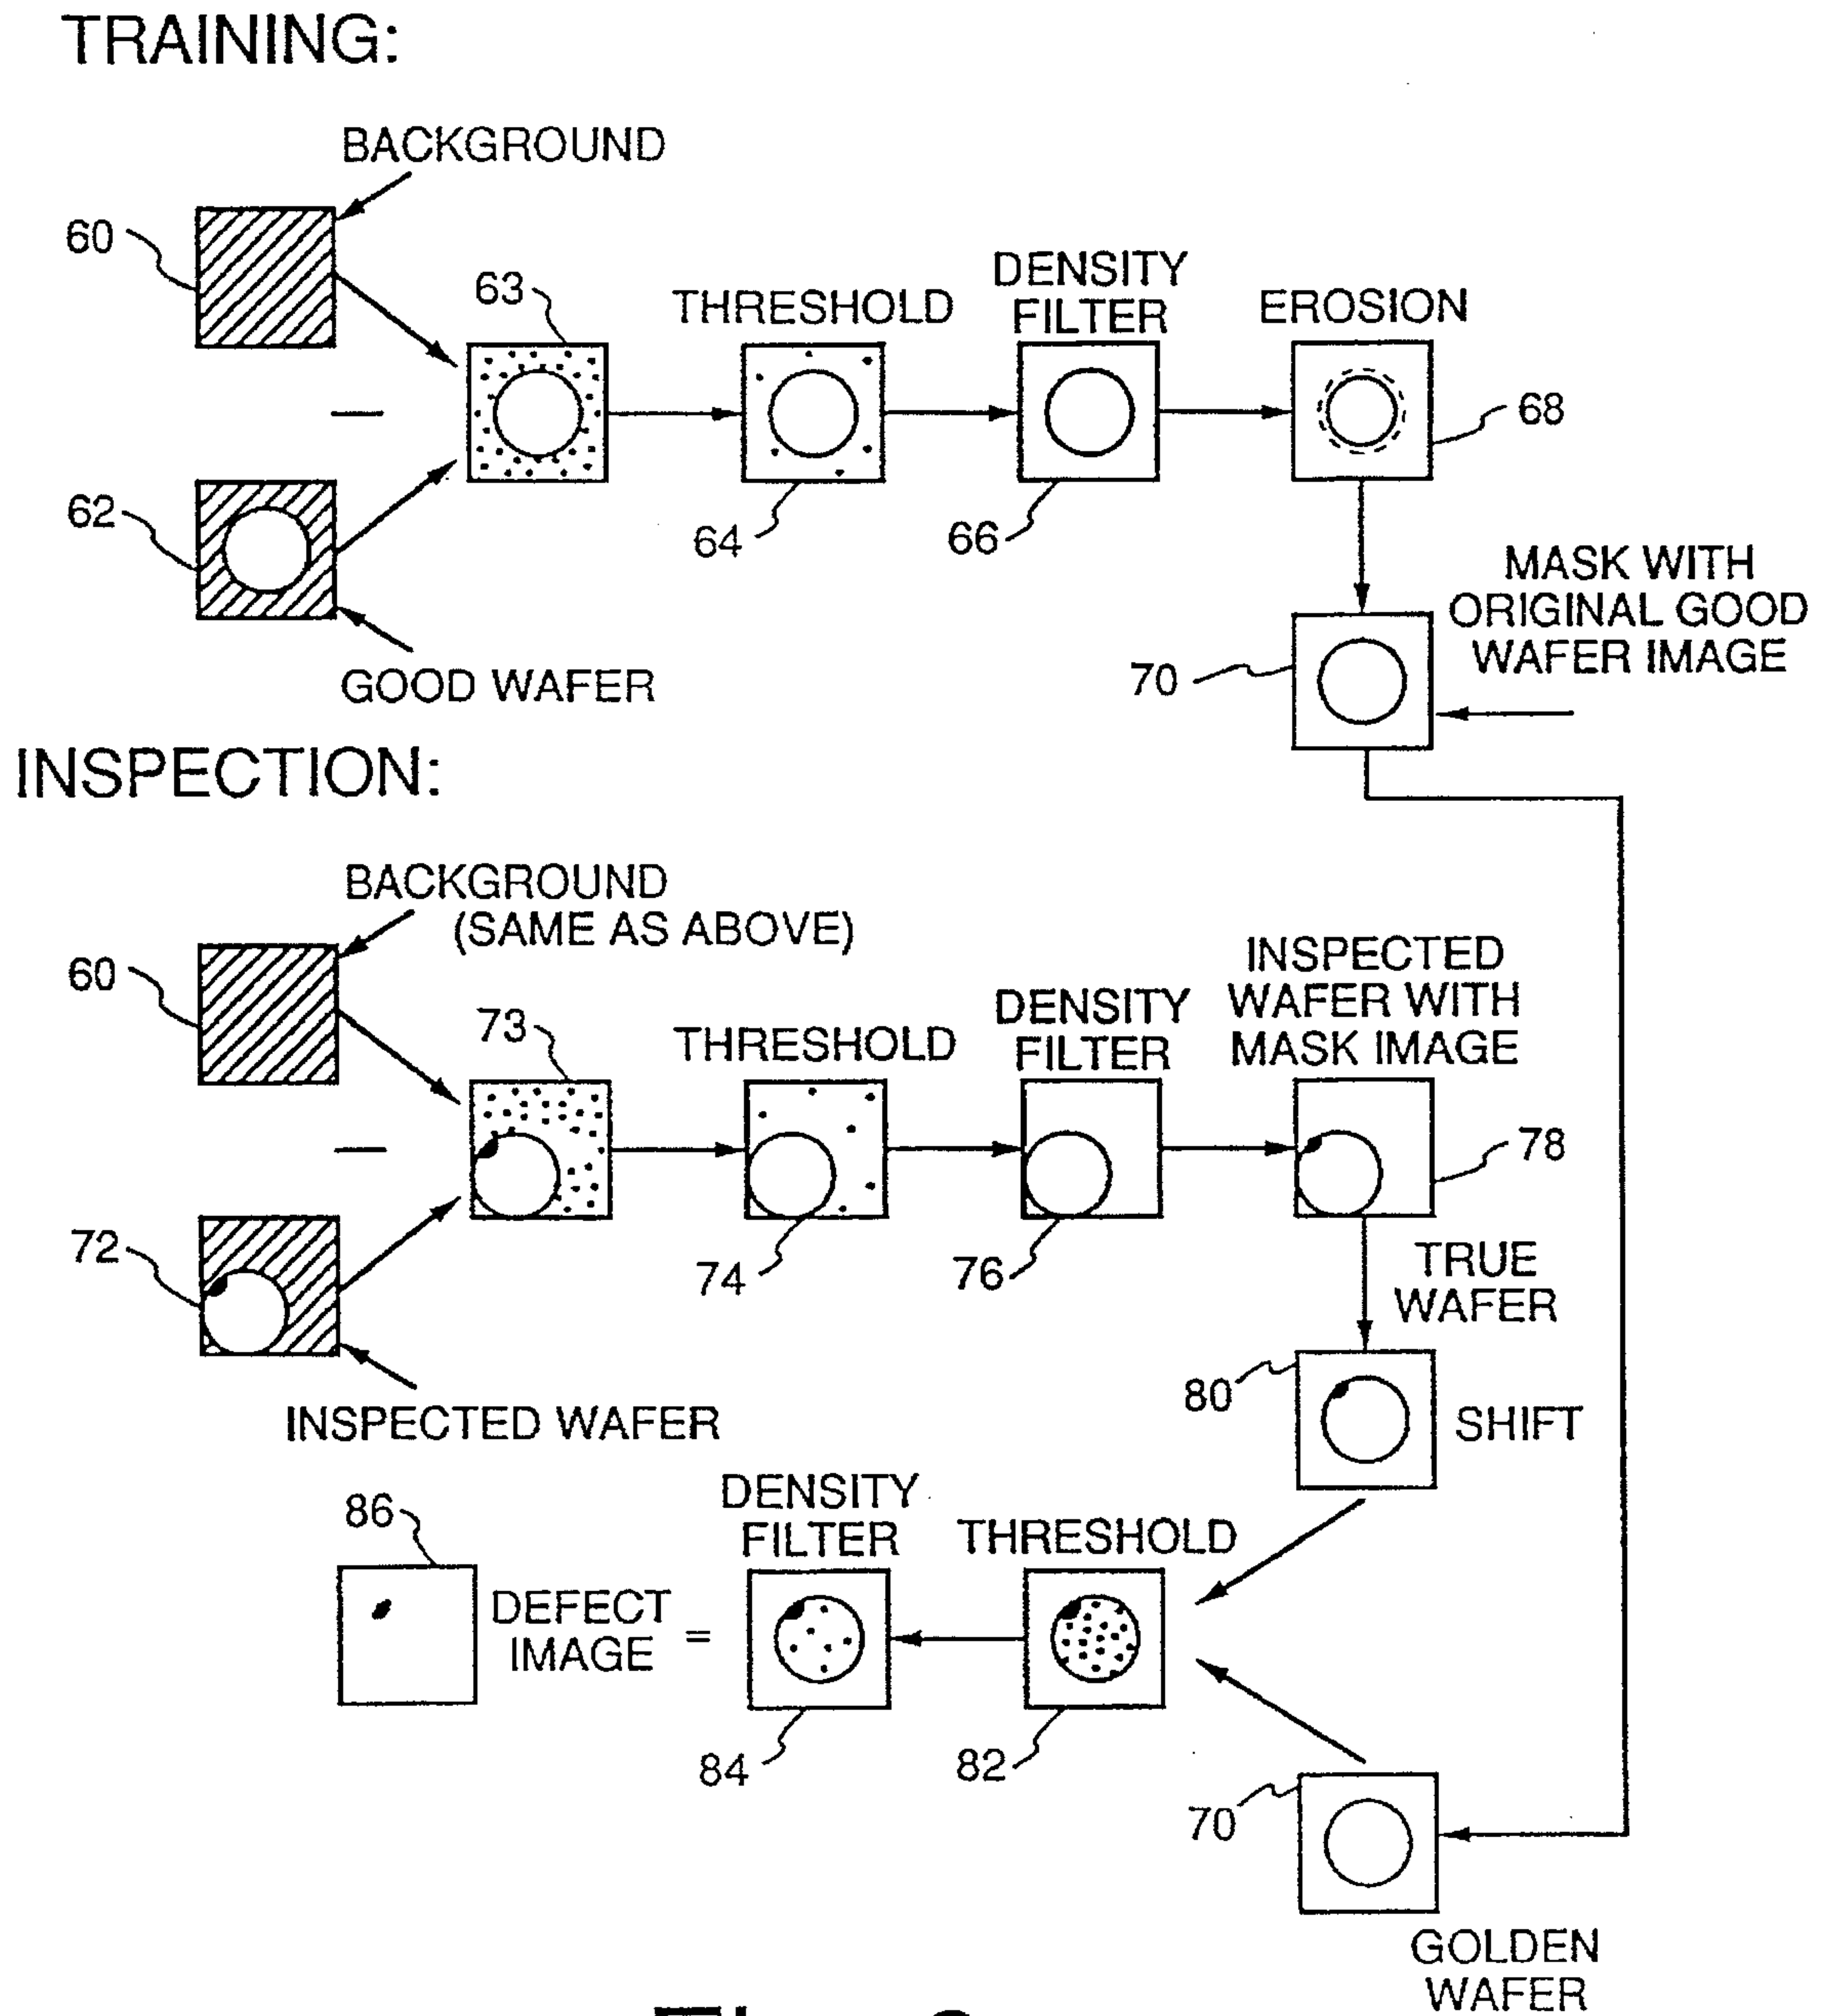 TRAINING:
BACKGROUND
60
63
THRESHOLD
DENSITY
FILTER
EROSION
68
62
64
66
GOOD WAFER
MASK WITH
ORIGINAL GOOD
WAFER IMAGE
70
INSPECTION:
BACKGROUND
(SAME AS ABOVE)
60
73
THRESHOLD
DENSITY
FILTER
INSPECTED
WAFER WITH
MASK IMAGE
78
72
74
76
TRUE
WAFER
INSPECTED WAFER
80
SHIFT
86
DEFECT
IMAGE
=
DENSITY
FILTER
THRESHOLD
84
82
70
GOLDEN
WAFER